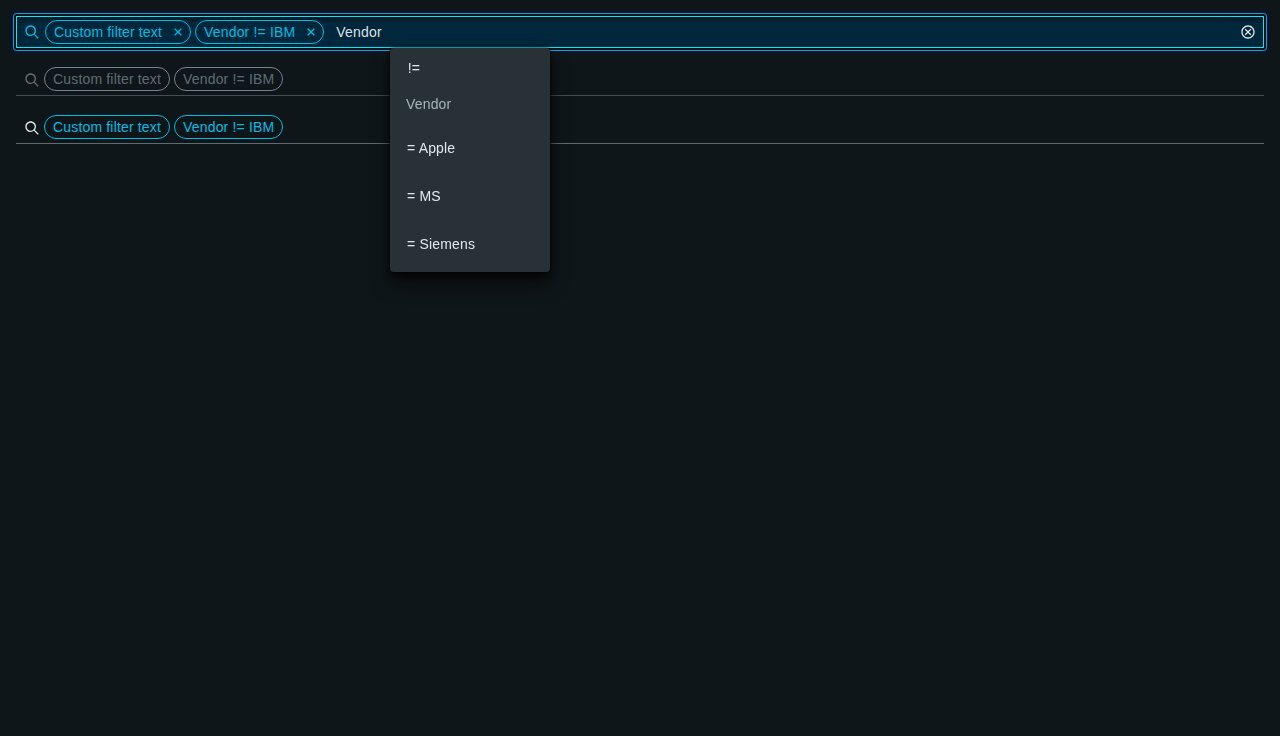 Custom filter text Vendor != IBM Vendor
!=
Vendor
= Apple
= MS
= Siemens
Custom filter text Vendor != IBM
Custom filter text Vendor != IBM